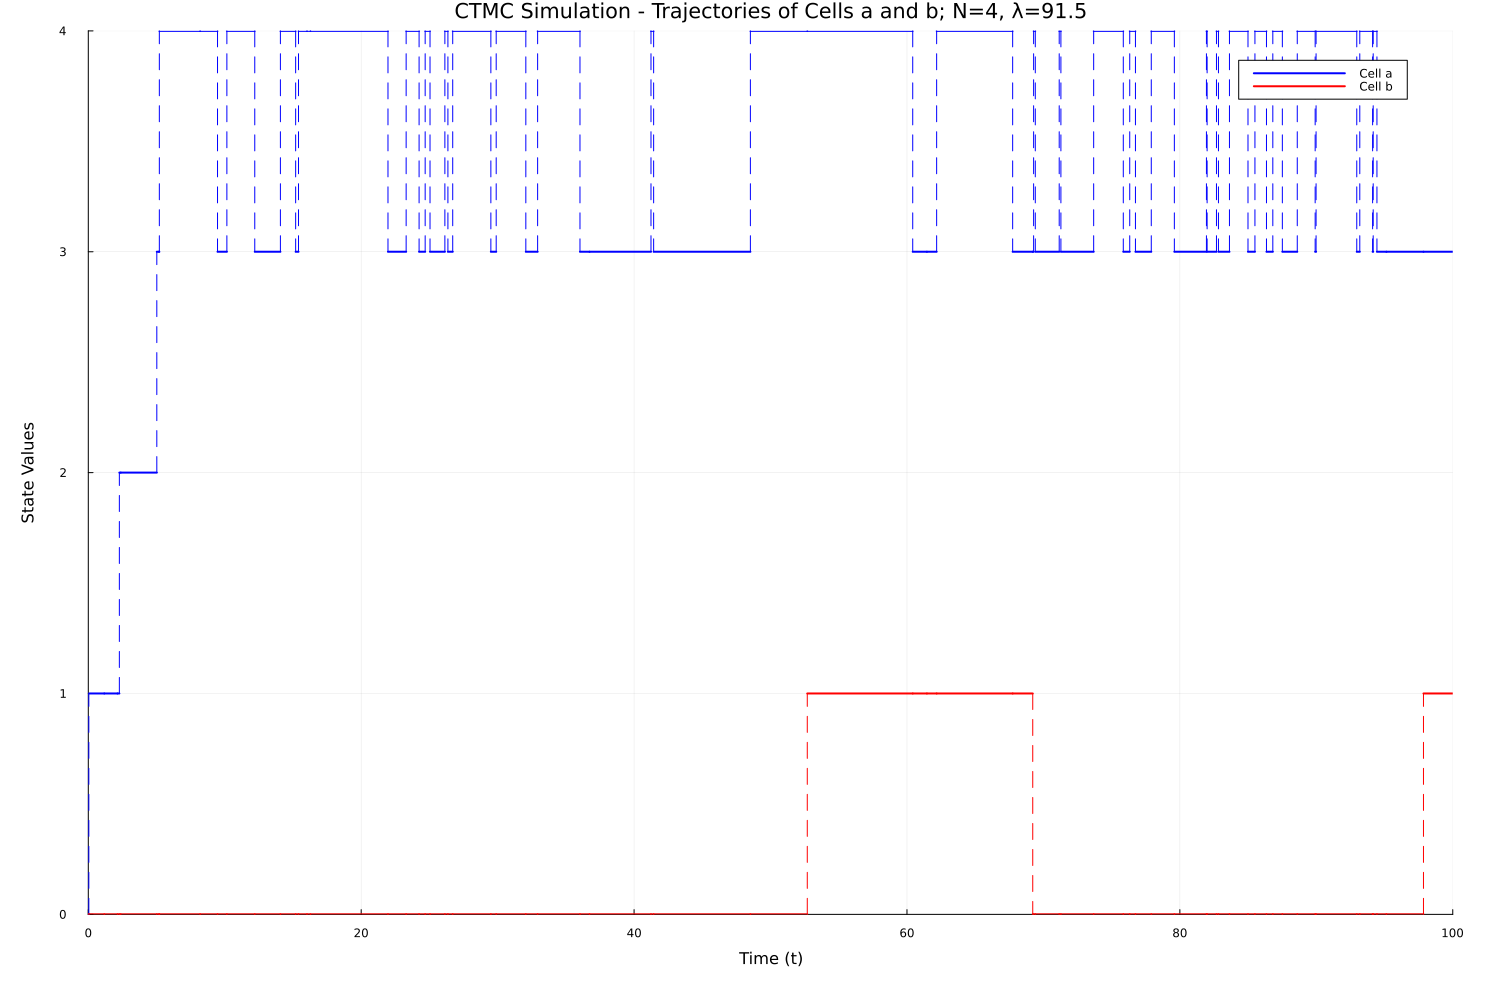 CTMC Simulation - Trajectories of Cells a and b; N=4, λ=91.5
4
Cell a
Cell b
3
State Values
2
1
0
0 20 40 60 80 100
Time (t)